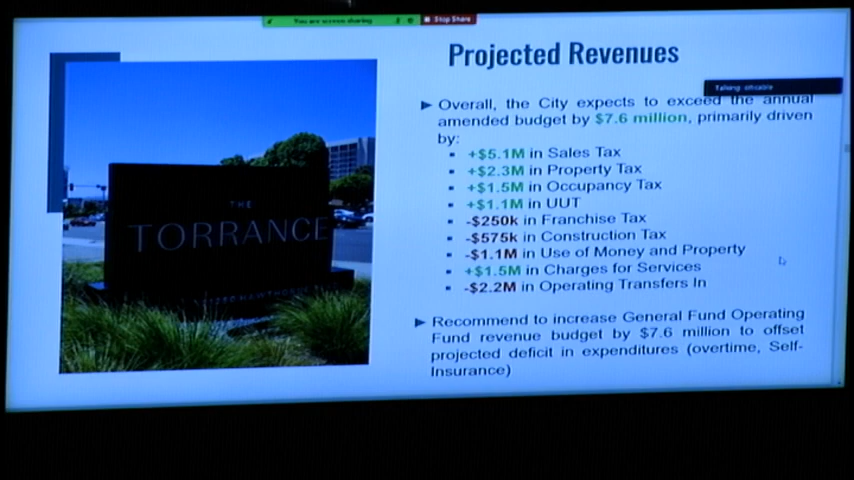 You are screen sharing
Stop Share
Projected Revenues
Talking:
Overall, the City expects to exceed the annual
amended budget by $7.6 million, primarily driven
by:
+$5.1M in Sales Tax
+$2.3M in Property Tax
+$1.5M in Occupancy Tax
+$1.1M in UUT
-$250k in Franchise Tax
-$575k in Construction Tax
-$1.1M in Use of Money and Property
+$1.5M in Charges for Services
-$2.2M in Operating Transfers In
Recommend to increase General Fund Operating
Fund revenue budget by $7.6 million to offset
projected deficit in expenditures (overtime, Self-
Insurance)
THE
TORRANCE
HAWTHORNE